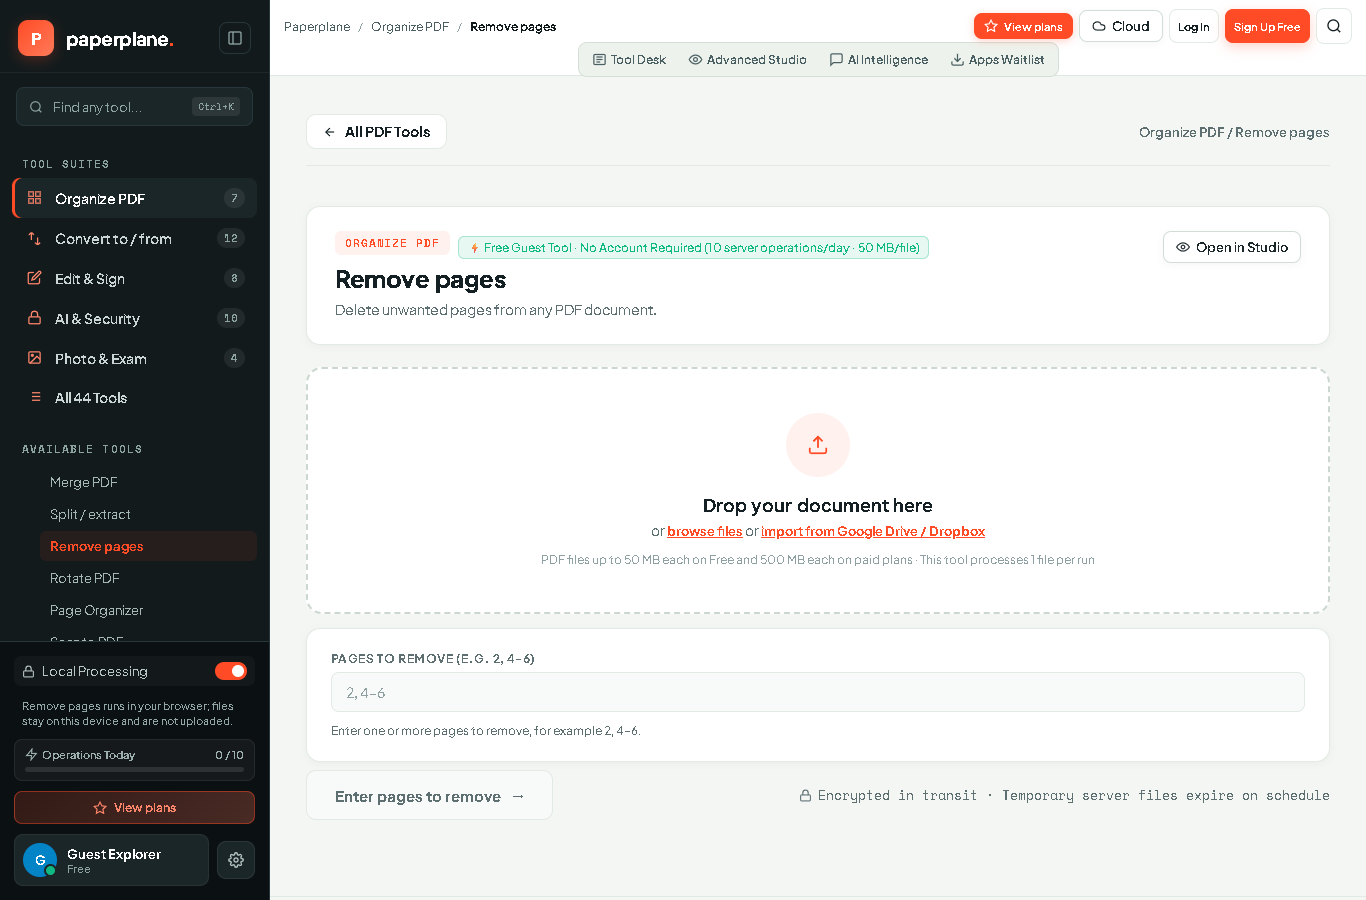 P paperplane.
Find any tool... Ctrl+K
TOOL SUITES
Organize PDF 7
Convert to / from 12
Edit & Sign 8
AI & Security 10
Photo & Exam 4
All 44 Tools
AVAILABLE TOOLS
Merge PDF
Split / extract
Remove pages
Rotate PDF
Page Organizer
Local Processing
Remove pages runs in your browser; files
stay on this device and are not uploaded.
Operations Today 0 / 10
View plans
G Guest Explorer
Free
Paperplane / Organize PDF / Remove pages
View plans Cloud Log In Sign Up Free
Tool Desk Advanced Studio AI Intelligence Apps Waitlist
All PDF Tools Organize PDF / Remove pages
ORGANIZE PDF Free Guest Tool · No Account Required (10 server operations/day · 50 MB/file) Open in Studio
Remove pages
Delete unwanted pages from any PDF document.
Drop your document here
or browse files or import from Google Drive / Dropbox
PDF files up to 50 MB each on Free and 500 MB each on paid plans · This tool processes 1 file per run
PAGES TO REMOVE (E.G. 2, 4–6)
2, 4–6
Enter one or more pages to remove, for example 2, 4–6.
Enter pages to remove → Encrypted in transit · Temporary server files expire on schedule